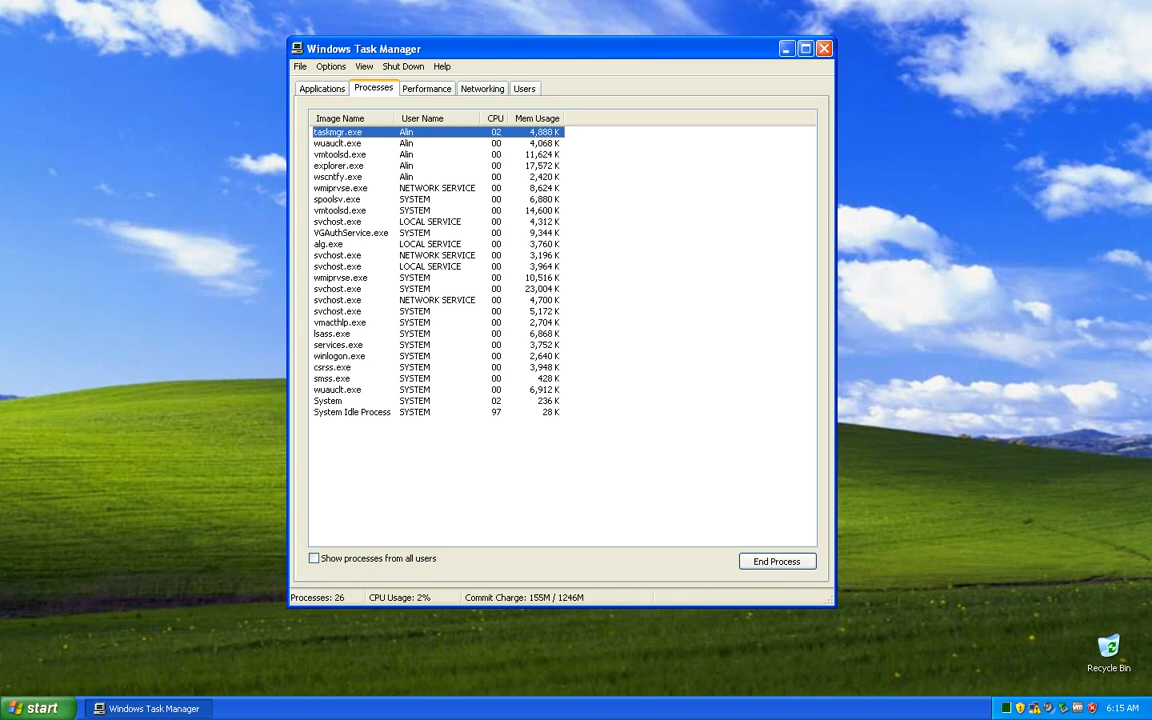 Windows Task Manager
File Options View Shut Down Help
Applications Processes Performance Networking Users
Image Name User Name CPU Mem Usage
taskmgr.exe Alin 02 4,888 K
wuauclt.exe Alin 00 4,068 K
vmtoolsd.exe Alin 00 11,624 K
explorer.exe Alin 00 17,572 K
wscntfy.exe Alin 00 2,420 K
wmiprvse.exe NETWORK SERVICE 00 8,624 K
spoolsv.exe SYSTEM 00 6,880 K
vmtoolsd.exe SYSTEM 00 14,600 K
svchost.exe LOCAL SERVICE 00 4,312 K
VGAuthService.exe SYSTEM 00 9,344 K
alg.exe LOCAL SERVICE 00 3,760 K
svchost.exe NETWORK SERVICE 00 3,196 K
svchost.exe LOCAL SERVICE 00 3,964 K
wmiprvse.exe SYSTEM 00 10,516 K
svchost.exe SYSTEM 00 23,004 K
svchost.exe NETWORK SERVICE 00 4,700 K
svchost.exe SYSTEM 00 5,172 K
vmacthlp.exe SYSTEM 00 2,704 K
lsass.exe SYSTEM 00 6,868 K
services.exe SYSTEM 00 3,752 K
winlogon.exe SYSTEM 00 2,640 K
csrss.exe SYSTEM 00 3,948 K
smss.exe SYSTEM 00 428 K
wuauclt.exe SYSTEM 00 6,912 K
System SYSTEM 02 236 K
System Idle Process SYSTEM 97 28 K
Show processes from all users
End Process
Processes: 26 CPU Usage: 2% Commit Charge: 155M / 1246M
Recycle Bin
start Windows Task Manager 6:15 AM